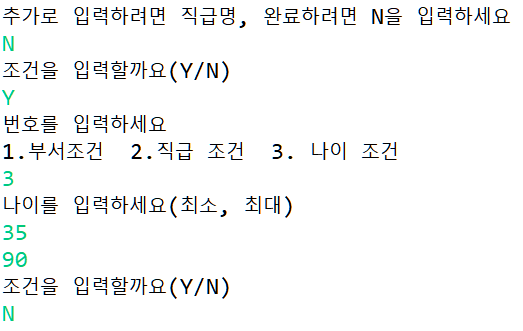 추가로 입력하려면 직급명, 완료하려면 N을 입력하세요
N
조건을 입력할까요(Y/N)
Y
번호를 입력하세요
1.부서조건  2.직급 조건  3. 나이 조건
3
나이를 입력하세요(최소, 최대)
35
90
조건을 입력할까요(Y/N)
N